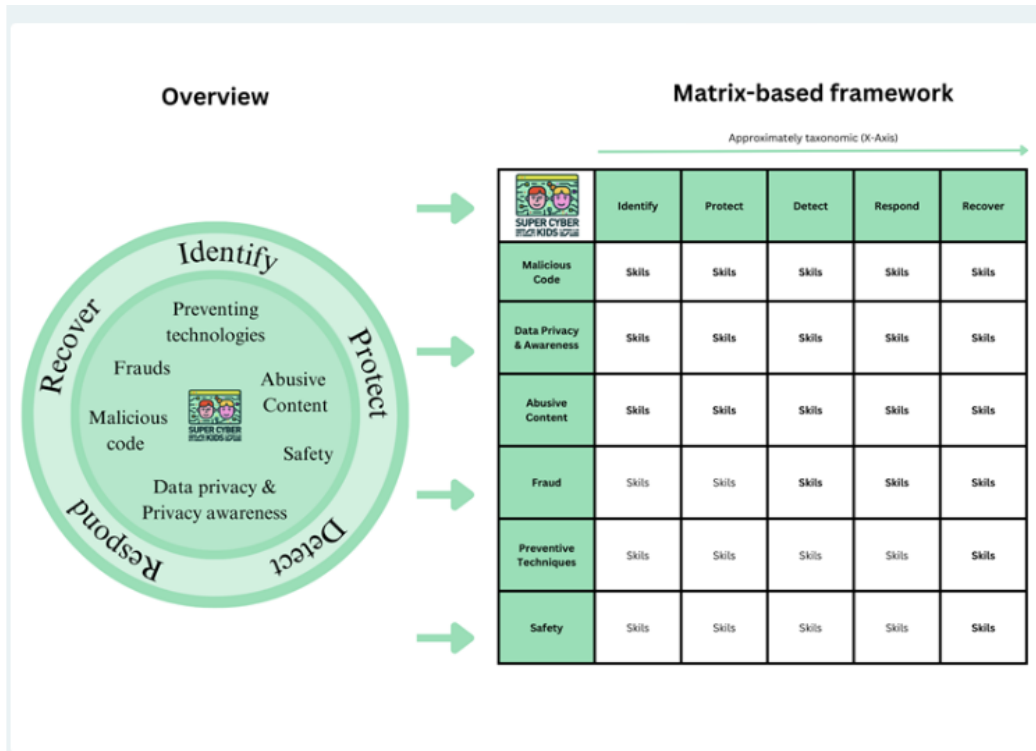 Overview
Identify
Protect
Detect
Respond
Recover
Preventing
technologies
Frauds
Abusive
Content
Malicious
code
SUPER CYBER
KIDS
Safety
Data privacy &
Privacy awareness
Matrix-based framework
Approximately taxonomic (X-Axis)
SUPER CYBER
KIDS
Identify Protect Detect Respond Recover
Malicious
Code
Skils Skils Skils Skils Skils
Data Privacy
& Awareness
Skils Skils Skils Skils Skils
Abusive
Content
Skils Skils Skils Skils Skils
Fraud Skils Skils Skils Skils Skils
Preventive
Techniques
Skils Skils Skils Skils Skils
Safety Skils Skils Skils Skils Skils